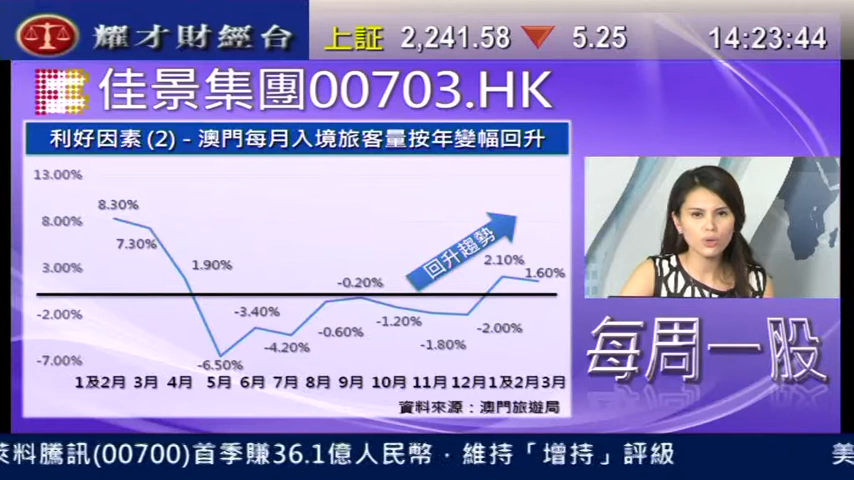 耀才財經台
上証 2,241.58 5.25 14:23:44
佳景集團00703.HK
利好因素 (2) - 澳門每月入境旅客量按年變幅回升
13.00%
8.00%
3.00%
-2.00%
-7.00%
8.30%
7.30%
1.90%
-6.50%
-3.40%
-4.20%
-0.60%
-0.20%
-1.20%
-1.80%
-2.00%
2.10%
1.60%
回升趨勢
1及2月 3月 4月 5月 6月 7月 8月 9月 10月 11月 12月 1及2月 3月
資料來源：澳門旅遊局
每周一股
萊料騰訊(00700)首季賺36.1億人民幣．維持「增持」評級
美